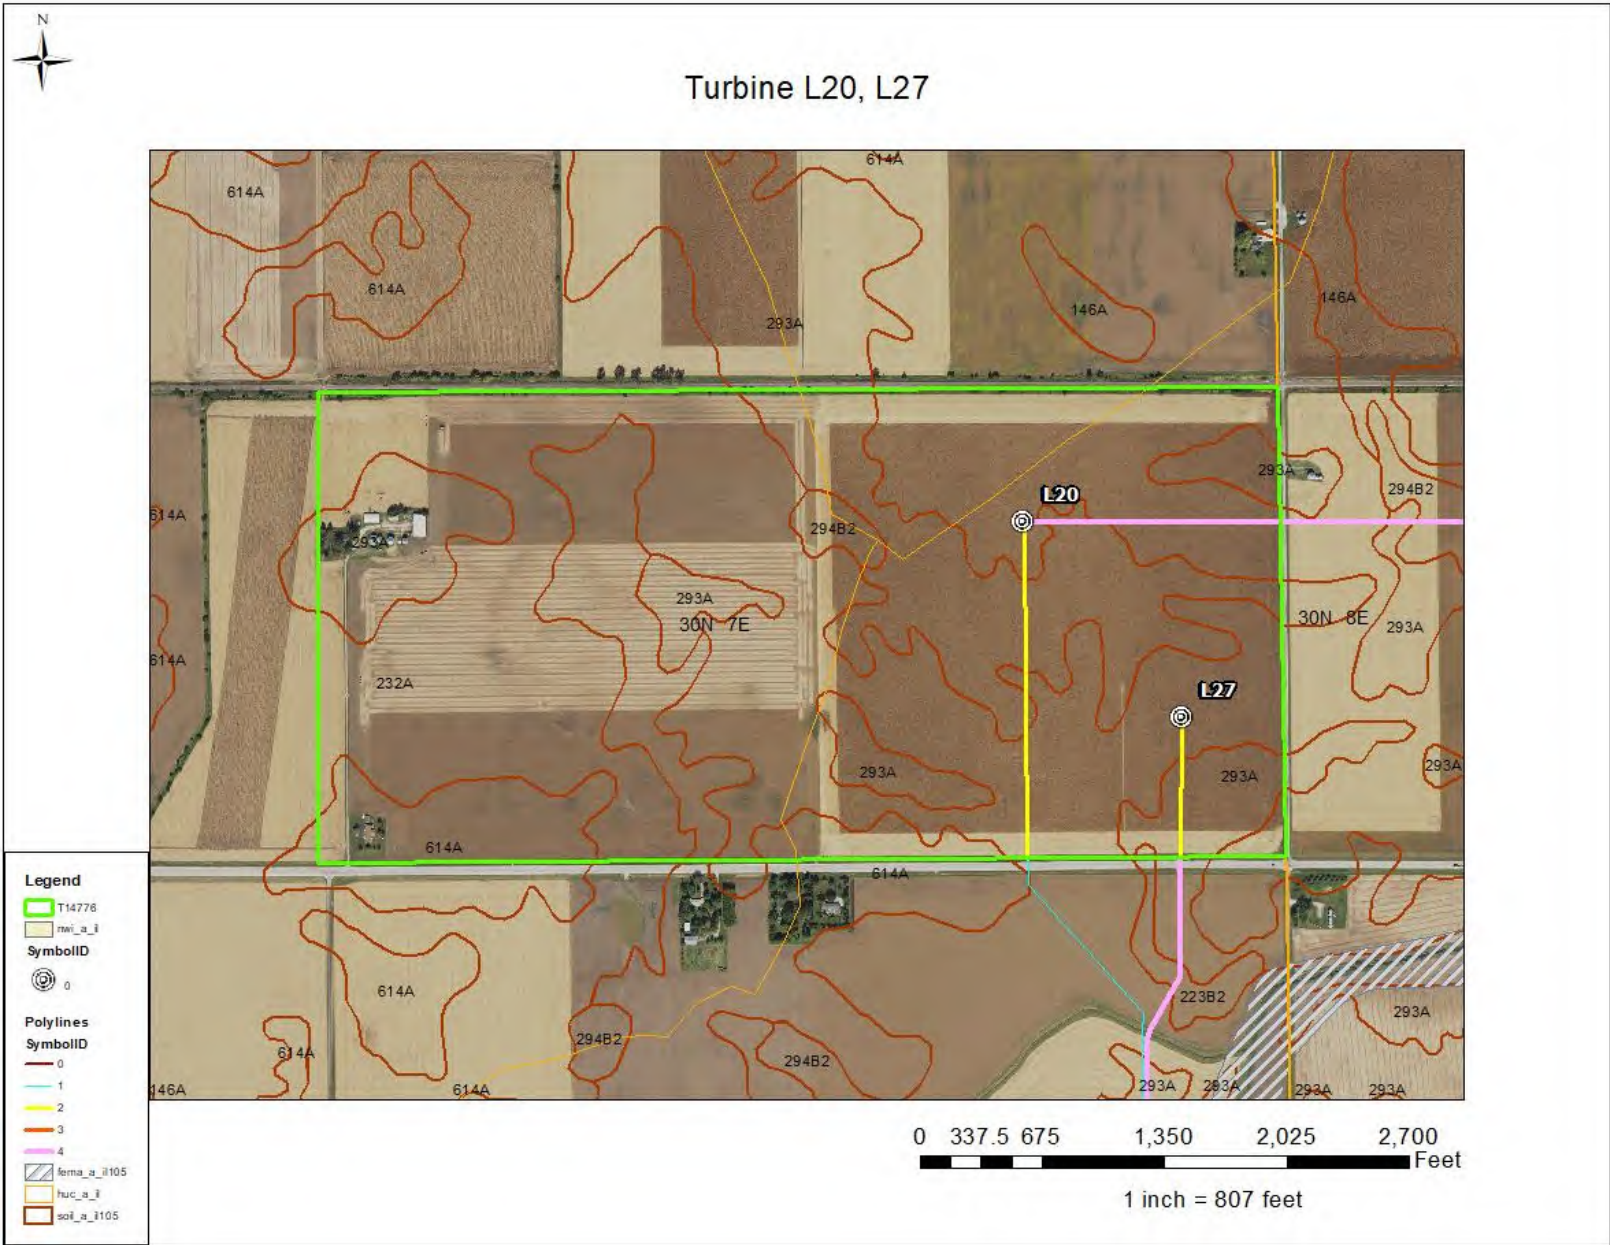 N
Turbine L20, L27
614A
614A
614A
293A
146A
146A
L20
293A
294B2
614A
294B2
293A
293A
30N 7E
30N 8E
293A
614A
232A
L27
293A
293A
293A
614A
614A
614A
223B2
293A
294B2
294B2
614A
146A
614A
293A
293A
293A
293A
Legend
T14776
nwi_a_il
SymbolID
0
Polylines
SymbolID
0
1
2
3
4
fema_a_il105
huc_a_il
soil_a_il105
0 337.5 675 1,350 2,025 2,700
Feet
1 inch = 807 feet